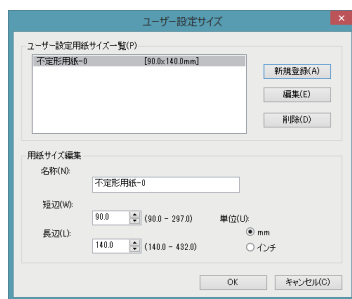 ユーザー設定サイズ
ユーザー設定用紙サイズ一覧(P)
不定形用紙-0 [90.0x140.0mm]
新規登録(A)
編集(E)
削除(D)
用紙サイズ編集
名称(N):
不定形用紙-0
短辺(W):
90.0 (90.0 - 297.0) 単位(U):
長辺(L): mm
140.0 (140.0 - 432.0) インチ
OK キャンセル(C)